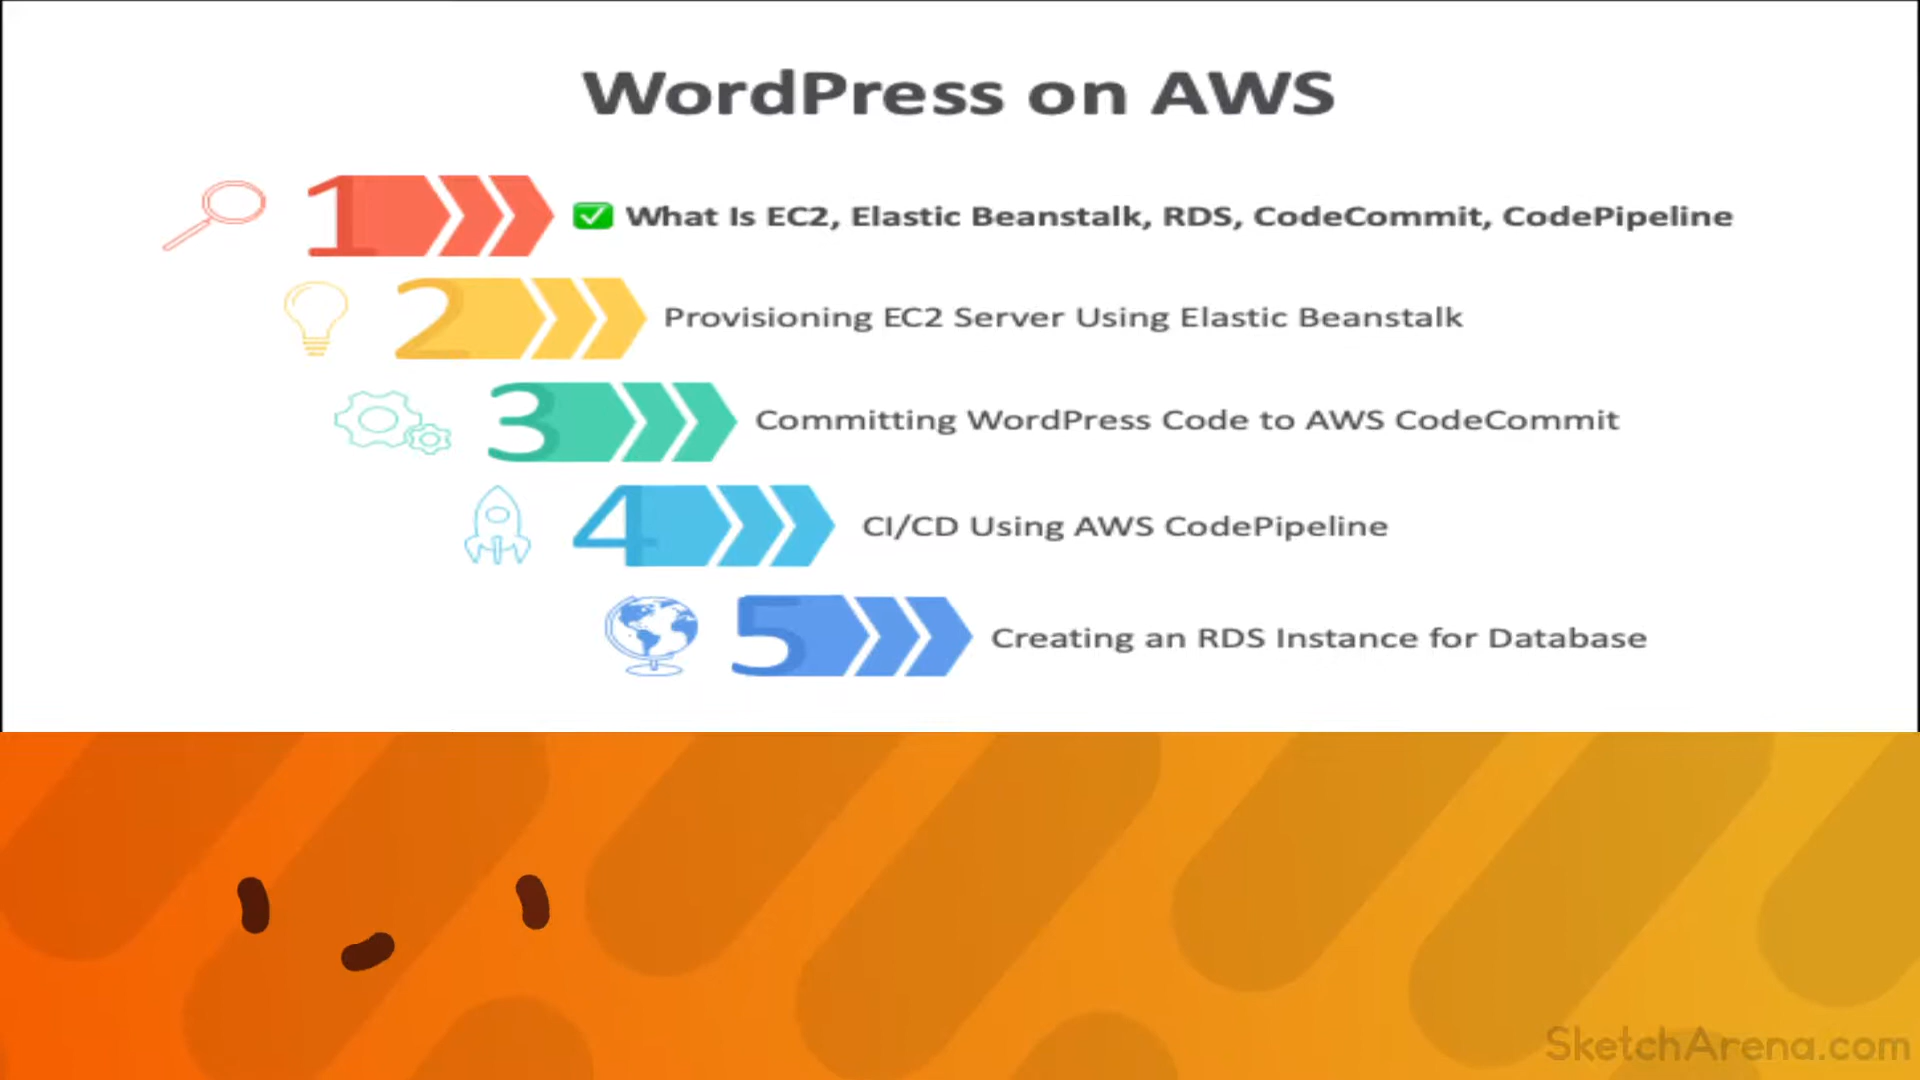 WordPress on AWS
1 ✅ What Is EC2, Elastic Beanstalk, RDS, CodeCommit, CodePipeline
2 Provisioning EC2 Server Using Elastic Beanstalk
3 Committing WordPress Code to AWS CodeCommit
4 CI/CD Using AWS CodePipeline
5 Creating an RDS Instance for Database
SketchArena.com